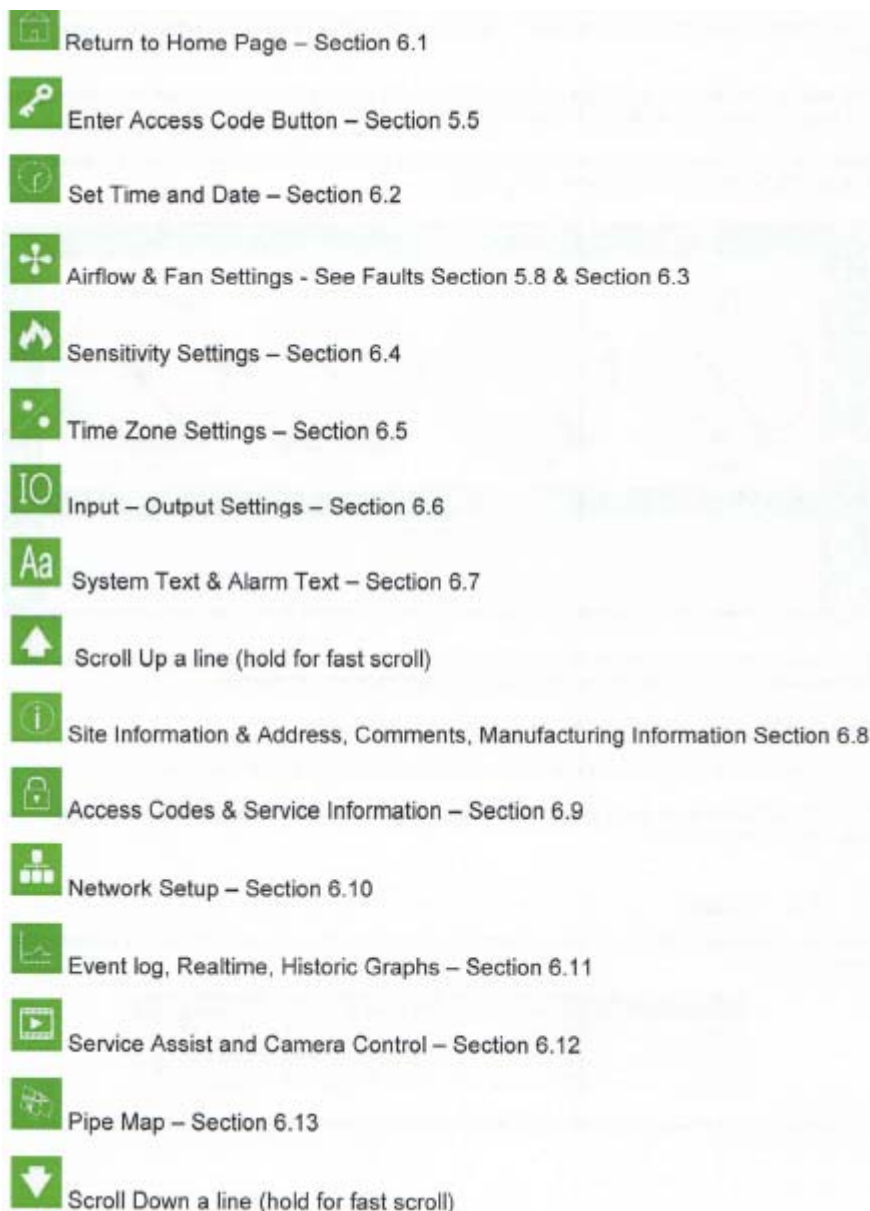 Return to Home Page – Section 6.1
Enter Access Code Button – Section 5.5
Set Time and Date – Section 6.2
Airflow & Fan Settings - See Faults Section 5.8 & Section 6.3
Sensitivity Settings – Section 6.4
Time Zone Settings – Section 6.5
IO
Input – Output Settings – Section 6.6
Aa
System Text & Alarm Text – Section 6.7
Scroll Up a line (hold for fast scroll)
i
Site Information & Address, Comments, Manufacturing Information Section 6.8
Access Codes & Service Information – Section 6.9
Network Setup – Section 6.10
Event log, Realtime, Historic Graphs – Section 6.11
Service Assist and Camera Control – Section 6.12
Pipe Map – Section 6.13
Scroll Down a line (hold for fast scroll)